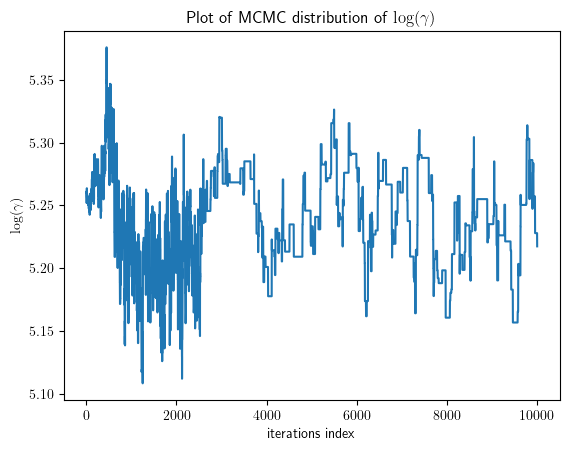 Plot of MCMC distribution of log(γ)
5.35
5.30
5.25
5.20
5.15
5.10
log(γ)
0 2000 4000 6000 8000 10000
iterations index